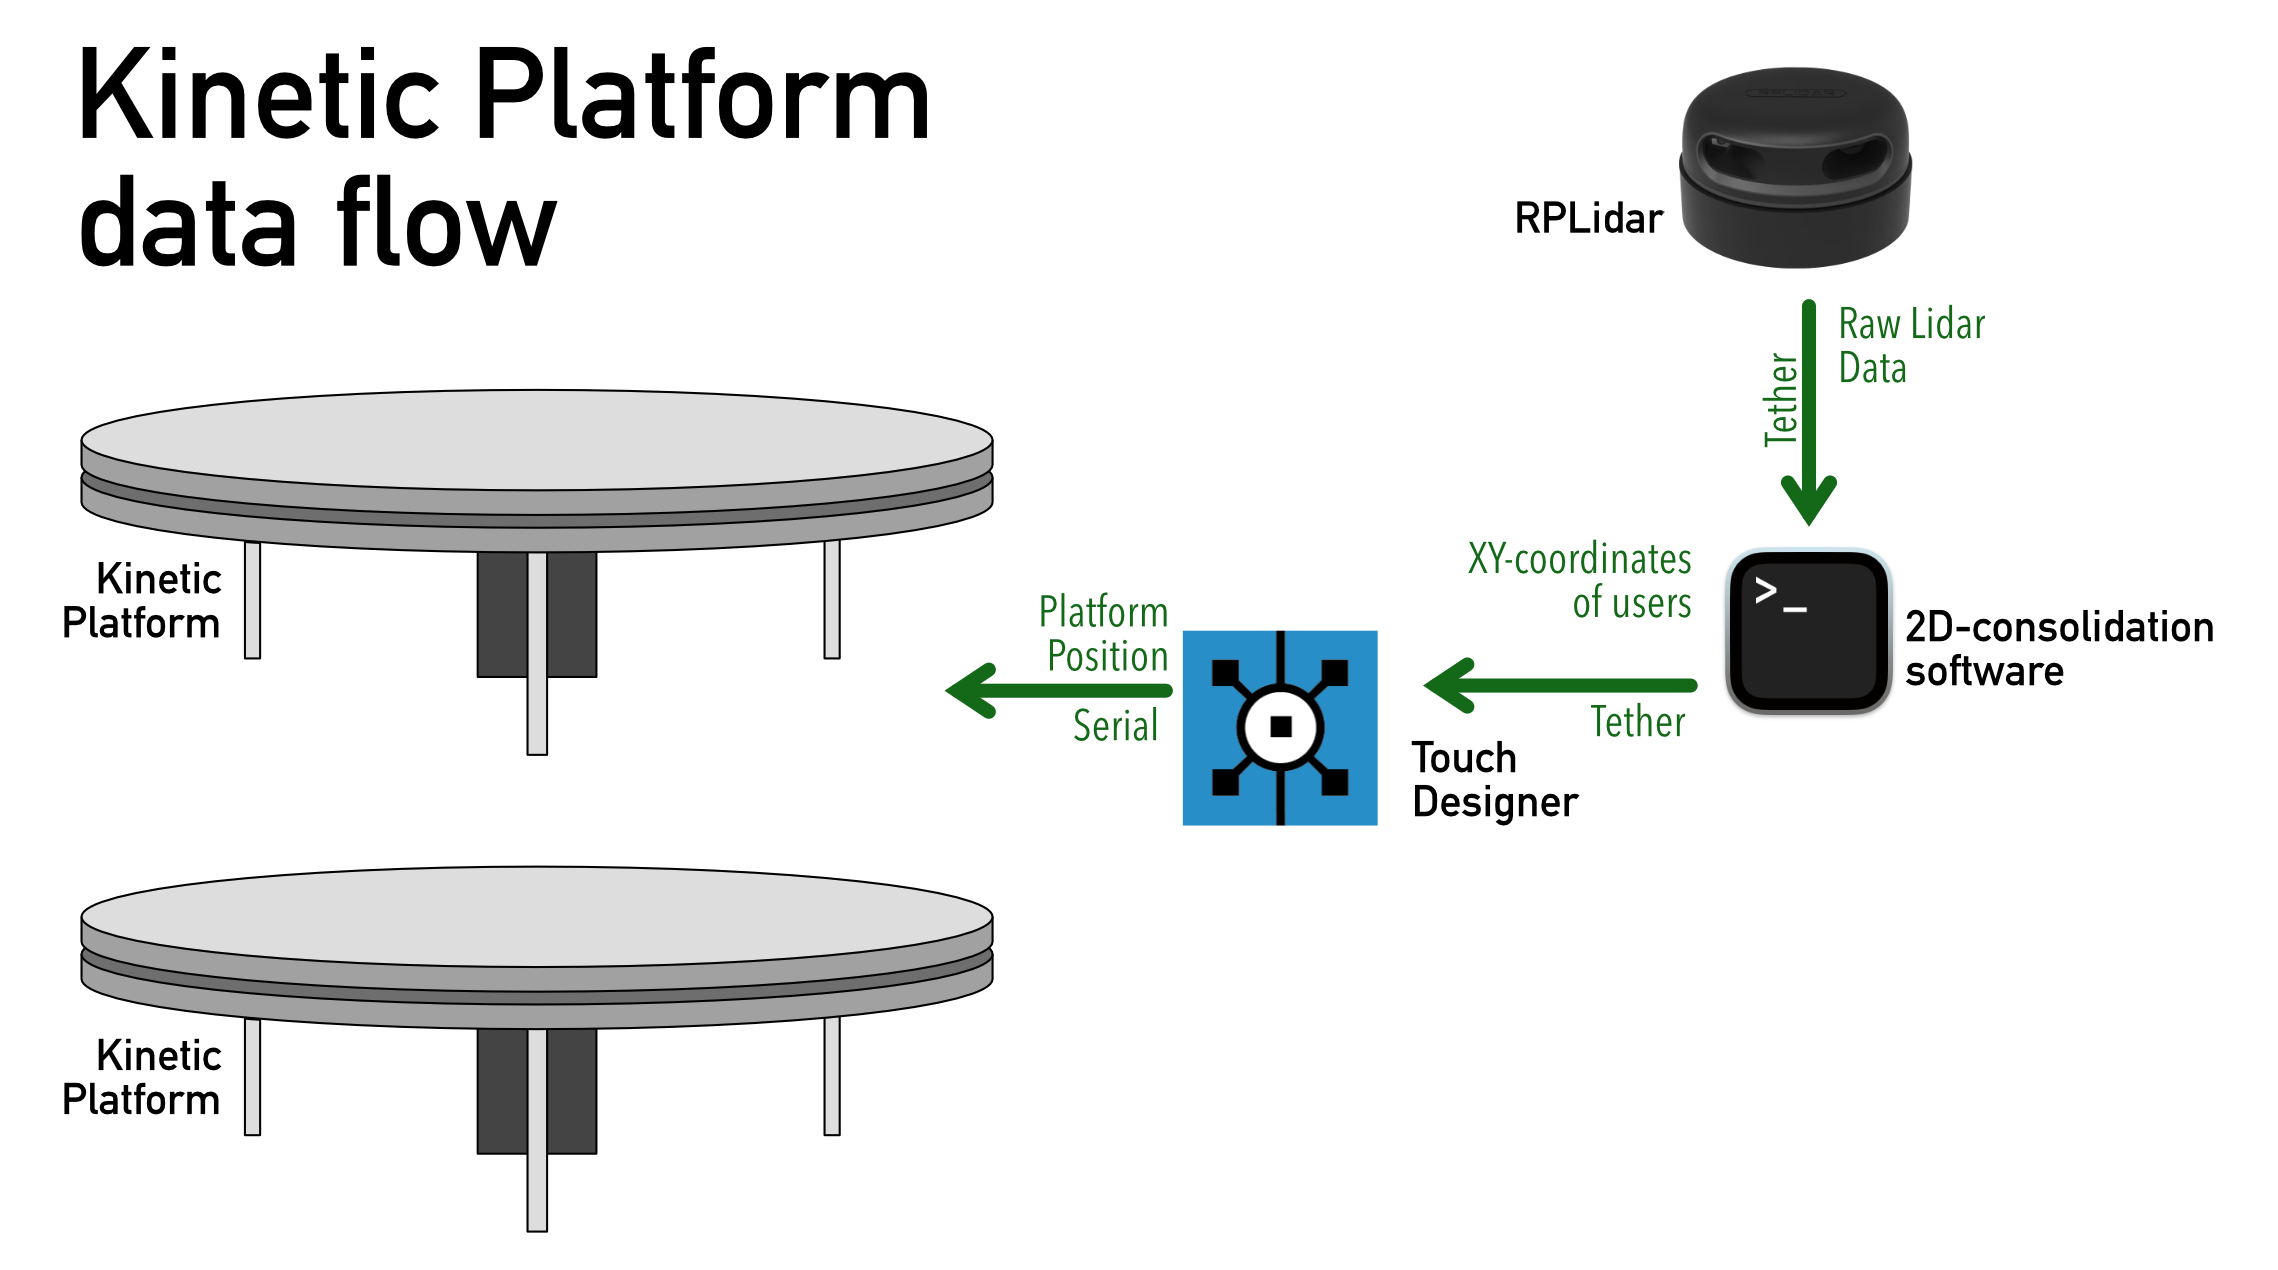 Kinetic Platform
data flow
RPLIDAR
RPLidar
Raw Lidar
Data
Tether
XY-coordinates
of users
Tether
>_
2D-consolidation
software
Platform
Position
Serial
Touch
Designer
Kinetic
Platform
Kinetic
Platform